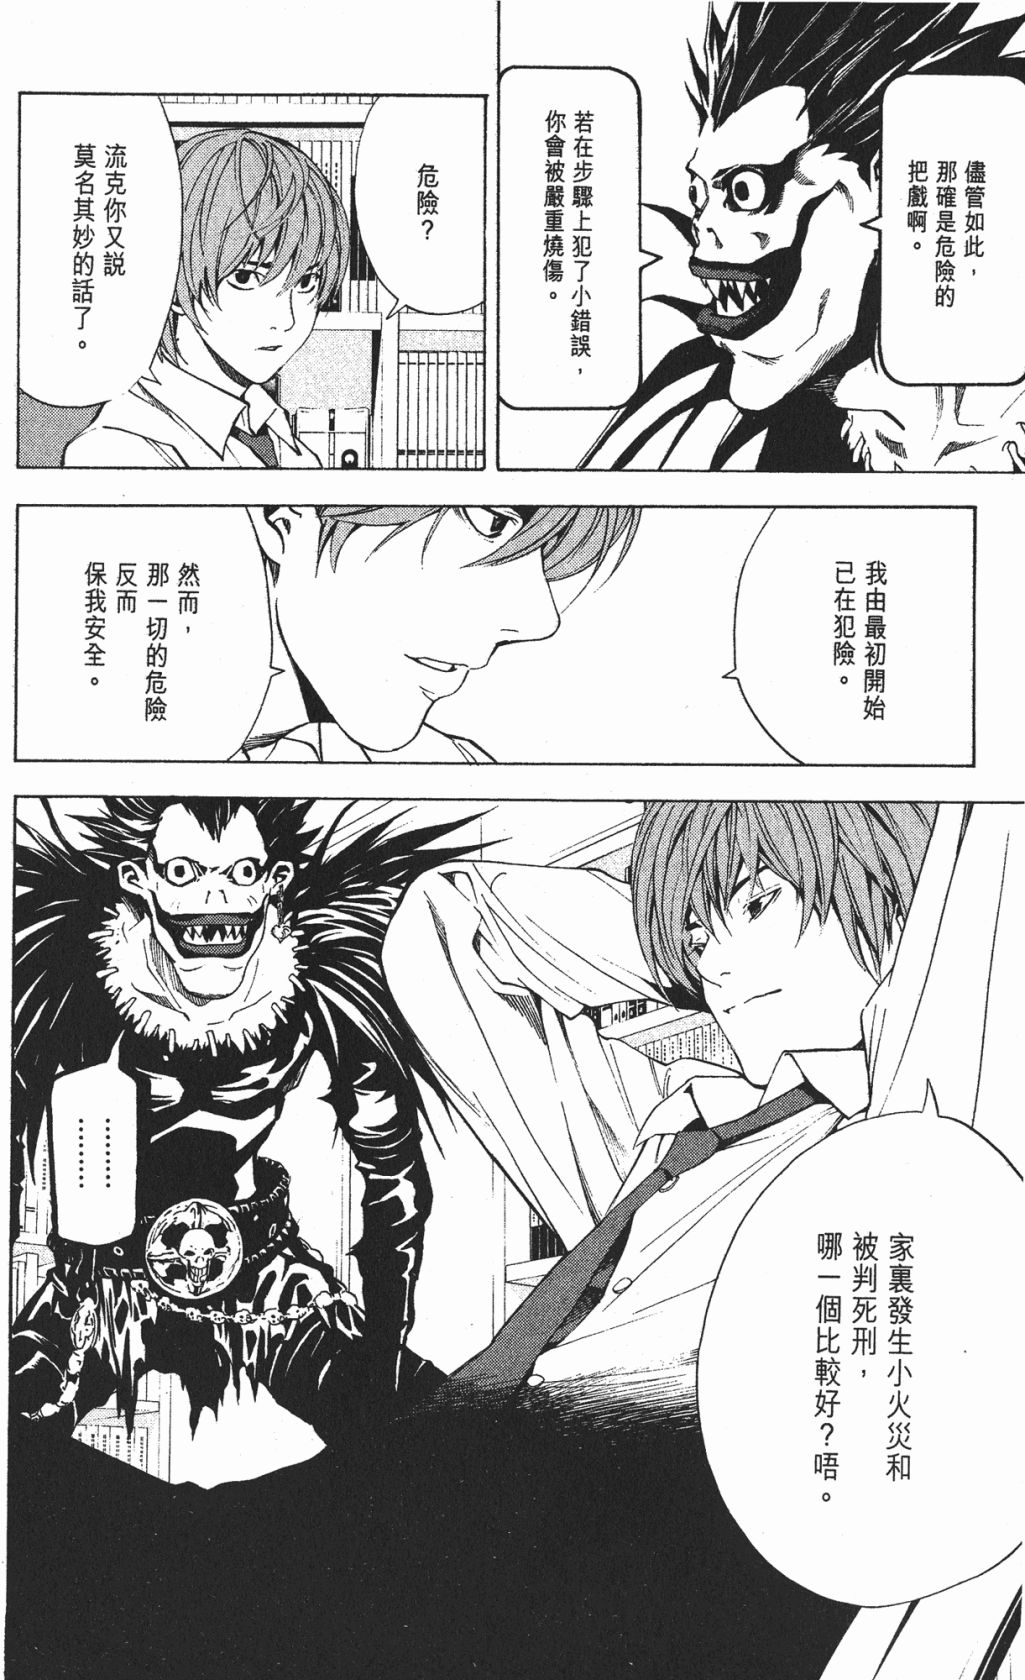 儘管如此，
那確是危險的
把戲啊。
若在步驟上犯了小錯誤，
你會被嚴重燒傷。
危險？
流克你又說
莫名其妙的話了。
我由最初開始
已在犯險。
然而，
那一切的危險
反而
保我安全。
家裏發生小火災和
被判死刑，
哪一個比較好？唔。
………
………